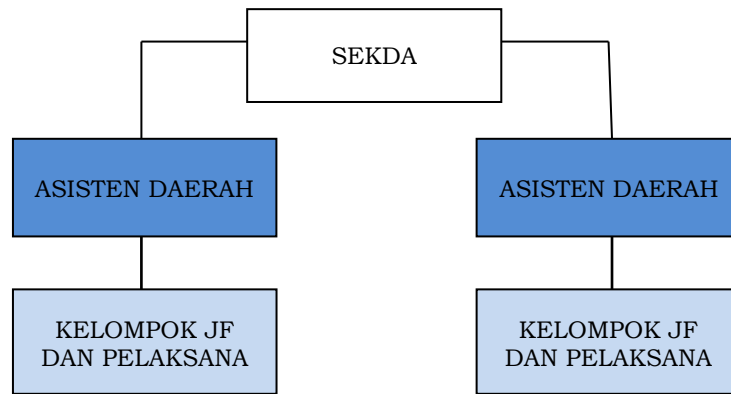 SEKDA
ASISTEN DAERAH
ASISTEN DAERAH
KELOMPOK JF
DAN PELAKSANA
KELOMPOK JF
DAN PELAKSANA